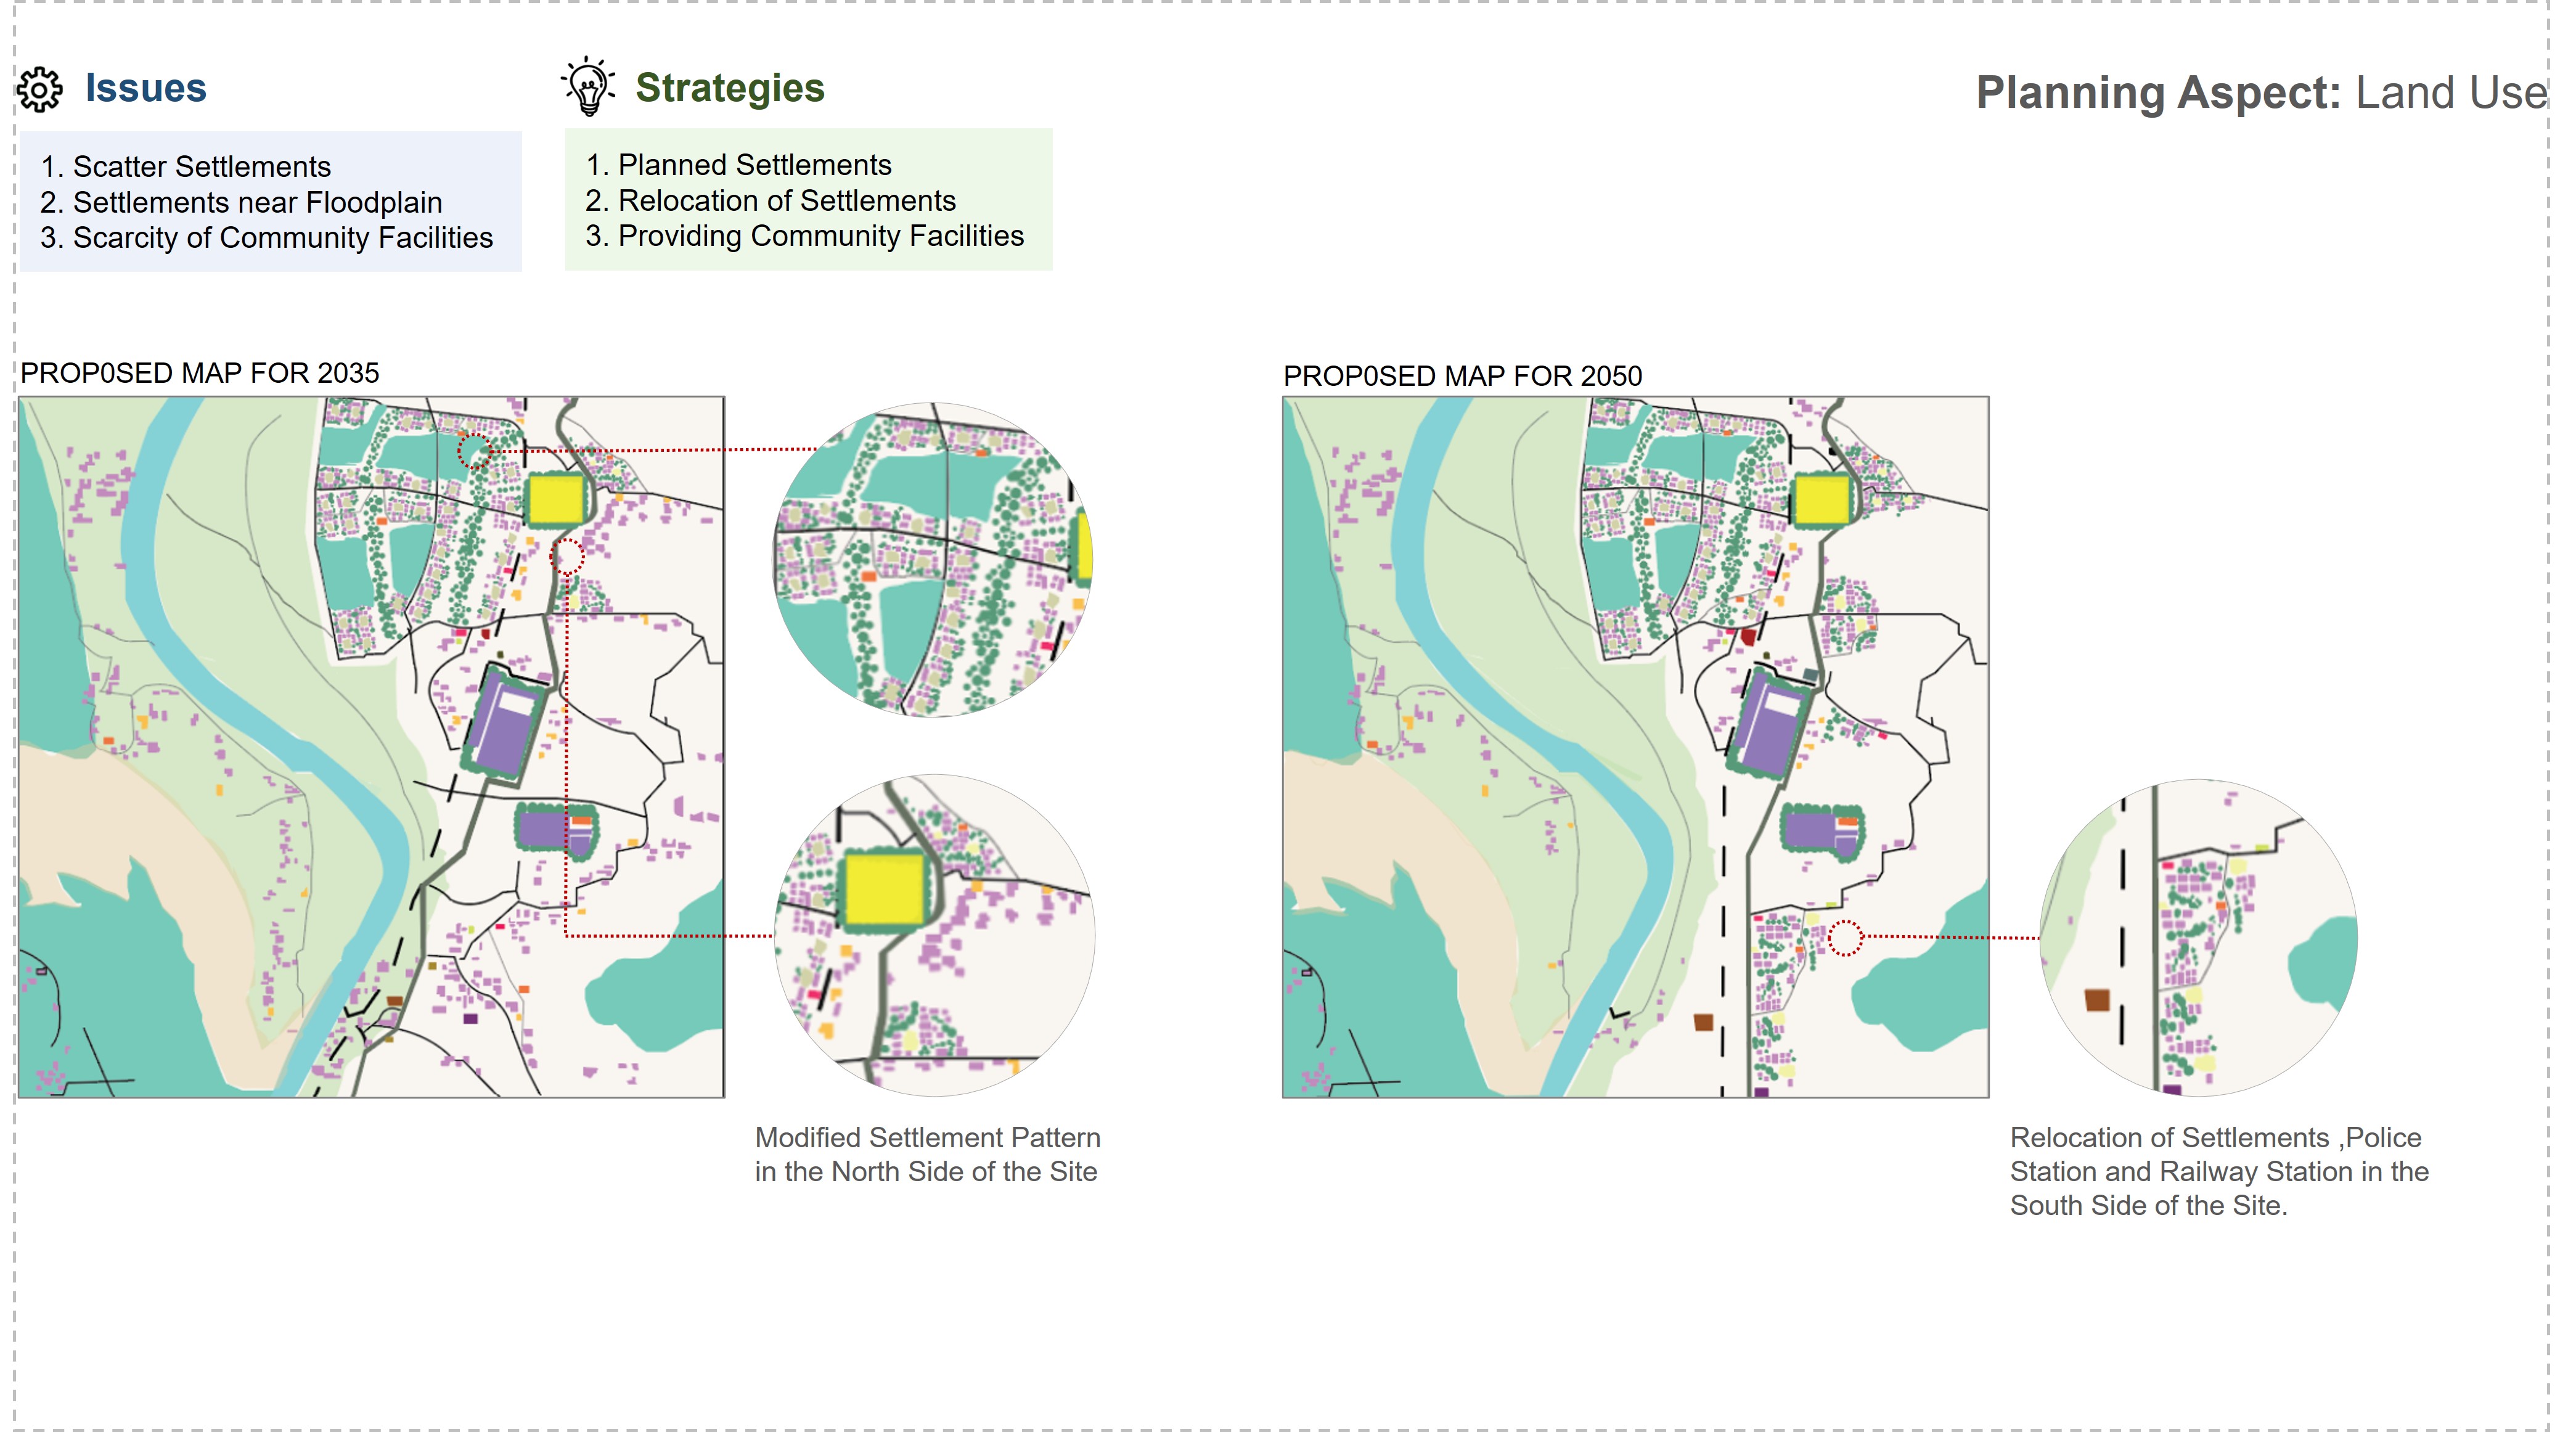 Issues
1. Scatter Settlements
2. Settlements near Floodplain
3. Scarcity of Community Facilities
Strategies
1. Planned Settlements
2. Relocation of Settlements
3. Providing Community Facilities
Planning Aspect: Land Use
PROP0SED MAP FOR 2035
Modified Settlement Pattern
in the North Side of the Site
PROP0SED MAP FOR 2050
Relocation of Settlements ,Police
Station and Railway Station in the
South Side of the Site.